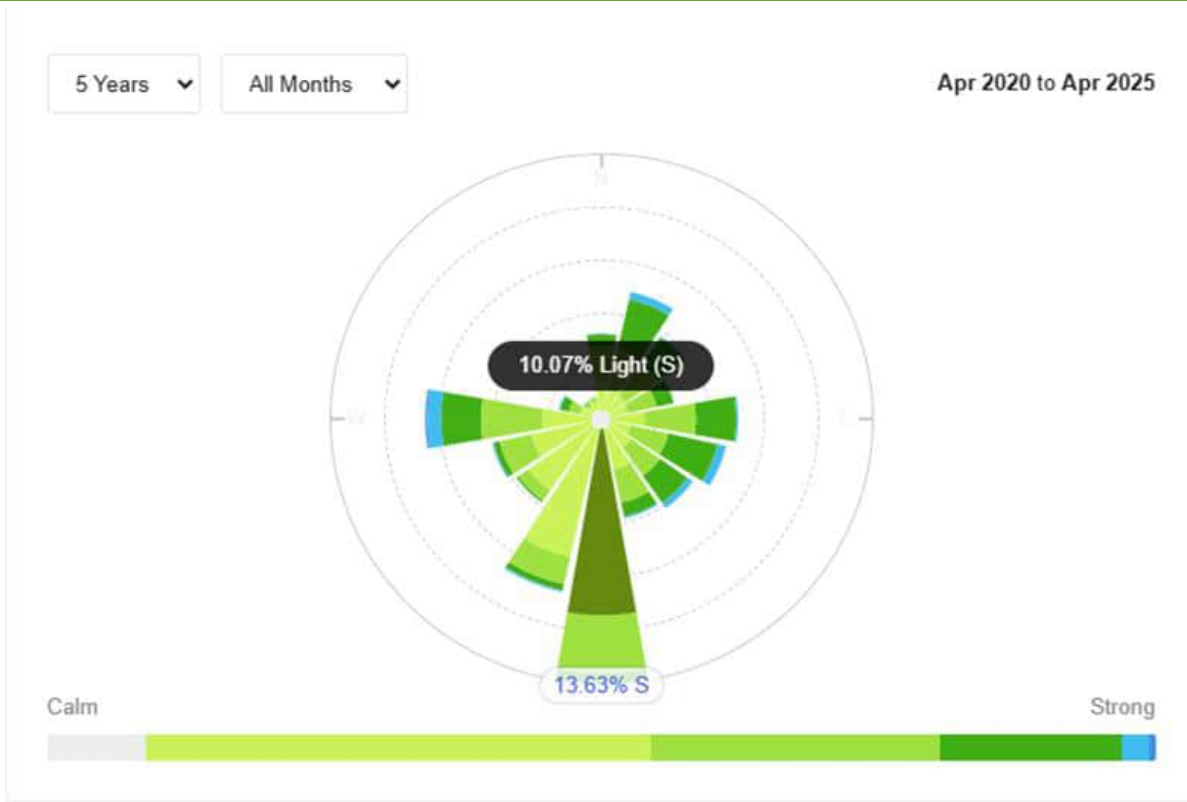 5 Years
All Months
Apr 2020 to Apr 2025
N
10.07% Light (S)
W
E
13.63% S
Calm
Strong